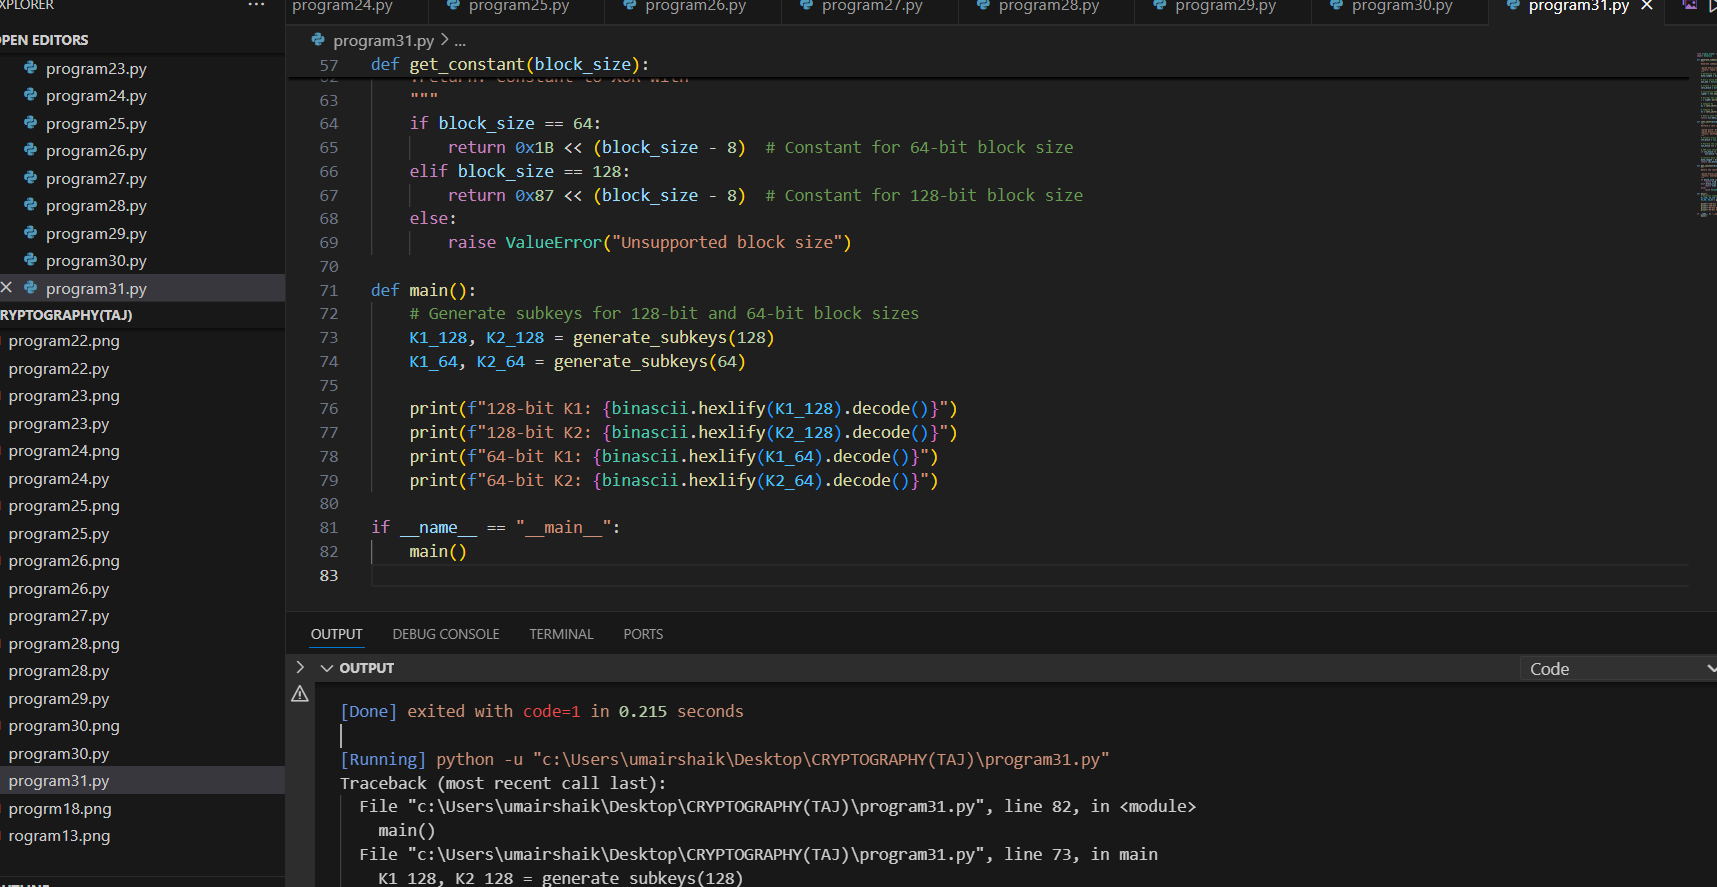 XPLORER
···
program24.py
program25.py
program26.py
program27.py
program28.py
program29.py
program30.py
program31.py
OPEN EDITORS
program23.py
program24.py
program25.py
program26.py
program27.py
program28.py
program29.py
program30.py
program31.py
RYPTOGRAPHY(TAJ)
program22.png
program22.py
program23.png
program23.py
program24.png
program24.py
program25.png
program25.py
program26.png
program26.py
program27.py
program28.png
program28.py
program29.py
program30.png
program30.py
program31.py
progrm18.png
rogram13.png
program31.py > ...
57 def get_constant(block_size):
62 :return: Constant to XOR with
63 """
64 if block_size == 64:
65 return 0x1B << (block_size - 8)  # Constant for 64-bit block size
66 elif block_size == 128:
67 return 0x87 << (block_size - 8)  # Constant for 128-bit block size
68 else:
69 raise ValueError("Unsupported block size")
70
71 def main():
72 # Generate subkeys for 128-bit and 64-bit block sizes
73 K1_128, K2_128 = generate_subkeys(128)
74 K1_64, K2_64 = generate_subkeys(64)
75
76 print(f"128-bit K1: {binascii.hexlify(K1_128).decode()}")
77 print(f"128-bit K2: {binascii.hexlify(K2_128).decode()}")
78 print(f"64-bit K1: {binascii.hexlify(K1_64).decode()}")
79 print(f"64-bit K2: {binascii.hexlify(K2_64).decode()}")
80
81 if __name__ == "__main__":
82 main()
83
OUTPUT DEBUG CONSOLE TERMINAL PORTS
OUTPUT
Code
[Done] exited with code=1 in 0.215 seconds
[Running] python -u "c:\Users\umairshaik\Desktop\CRYPTOGRAPHY(TAJ)\program31.py"
Traceback (most recent call last):
File "c:\Users\umairshaik\Desktop\CRYPTOGRAPHY(TAJ)\program31.py", line 82, in <module>
main()
File "c:\Users\umairshaik\Desktop\CRYPTOGRAPHY(TAJ)\program31.py", line 73, in main
K1_128, K2_128 = generate_subkeys(128)